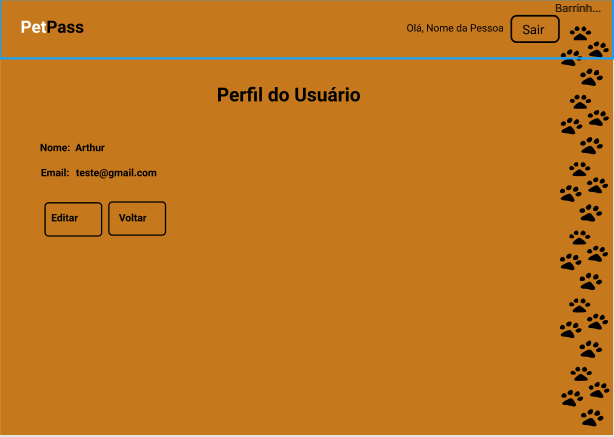 Barrinh...
PetPass
Olá, Nome da Pessoa
Sair
Perfil do Usuário
Nome: Arthur
Email: teste@gmail.com
Editar
Voltar